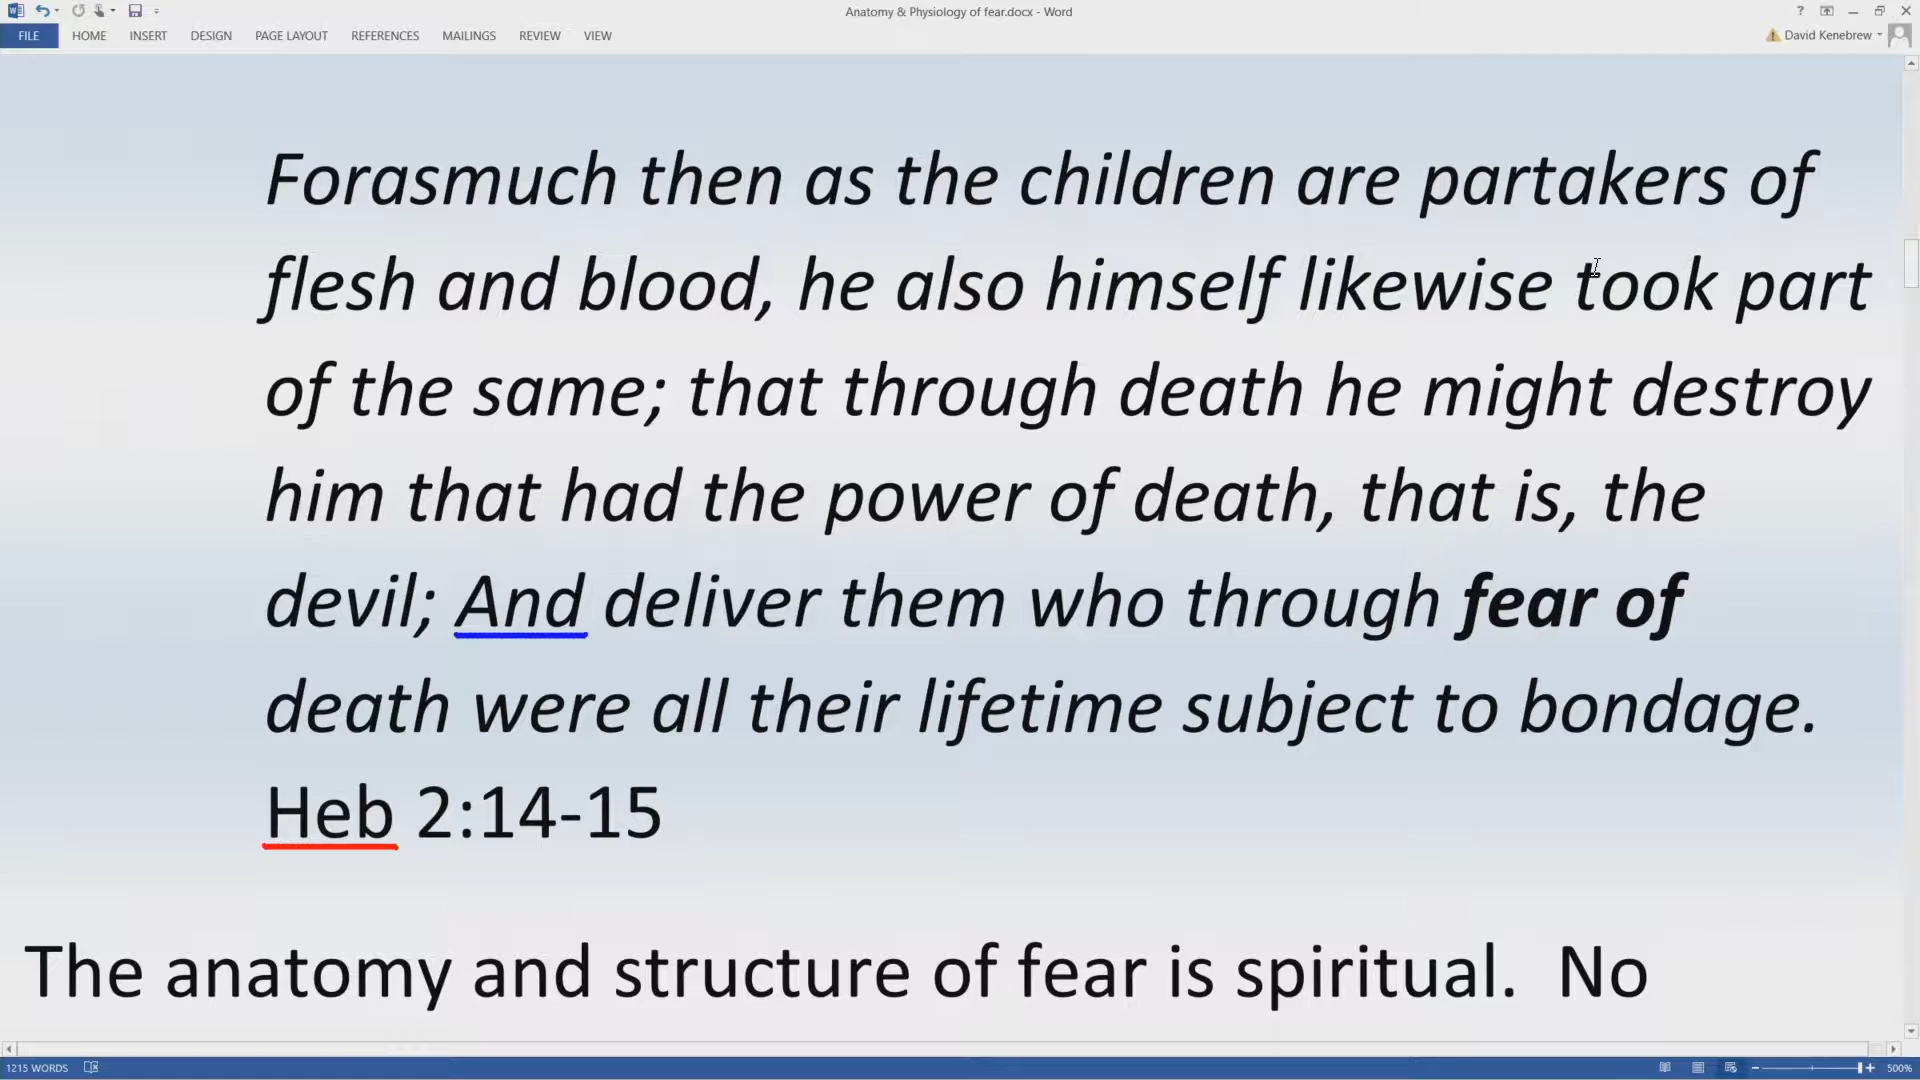 Anatomy & Physiology of fear.docx - Word
FILE HOME INSERT DESIGN PAGE LAYOUT REFERENCES MAILINGS REVIEW VIEW
David Kenebrew
Forasmuch then as the children are partakers of
flesh and blood, he also himself likewise took part
of the same; that through death he might destroy
him that had the power of death, that is, the
devil; And deliver them who through fear of
death were all their lifetime subject to bondage.
Heb 2:14-15
The anatomy and structure of fear is spiritual.  No
1215 WORDS
500%